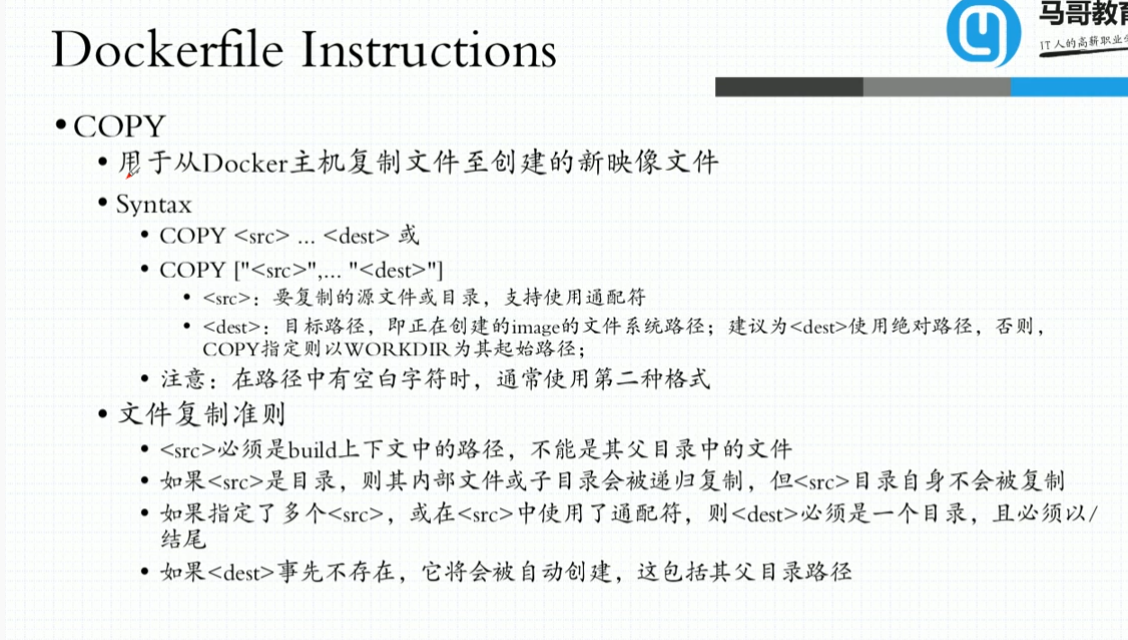 Dockerfile Instructions
马哥教育
IT人的高薪职业
• COPY
• 用于从Docker主机复制文件至创建的新映像文件
• Syntax
• COPY <src> ... <dest> 或
• COPY ["<src>",... "<dest>"]
• <src>：要复制的源文件或目录，支持使用通配符
• <dest>：目标路径，即正在创建的image的文件系统路径；建议为<dest>使用绝对路径，否则，
COPY指定则以WORKDIR为其起始路径；
• 注意：在路径中有空白字符时，通常使用第二种格式
• 文件复制准则
• <src>必须是build上下文中的路径，不能是其父目录中的文件
• 如果<src>是目录，则其内部文件或子目录会被递归复制，但<src>目录自身不会被复制
• 如果指定了多个<src>，或在<src>中使用了通配符，则<dest>必须是一个目录，且必须以/
结尾
• 如果<dest>事先不存在，它将会被自动创建，这包括其父目录路径